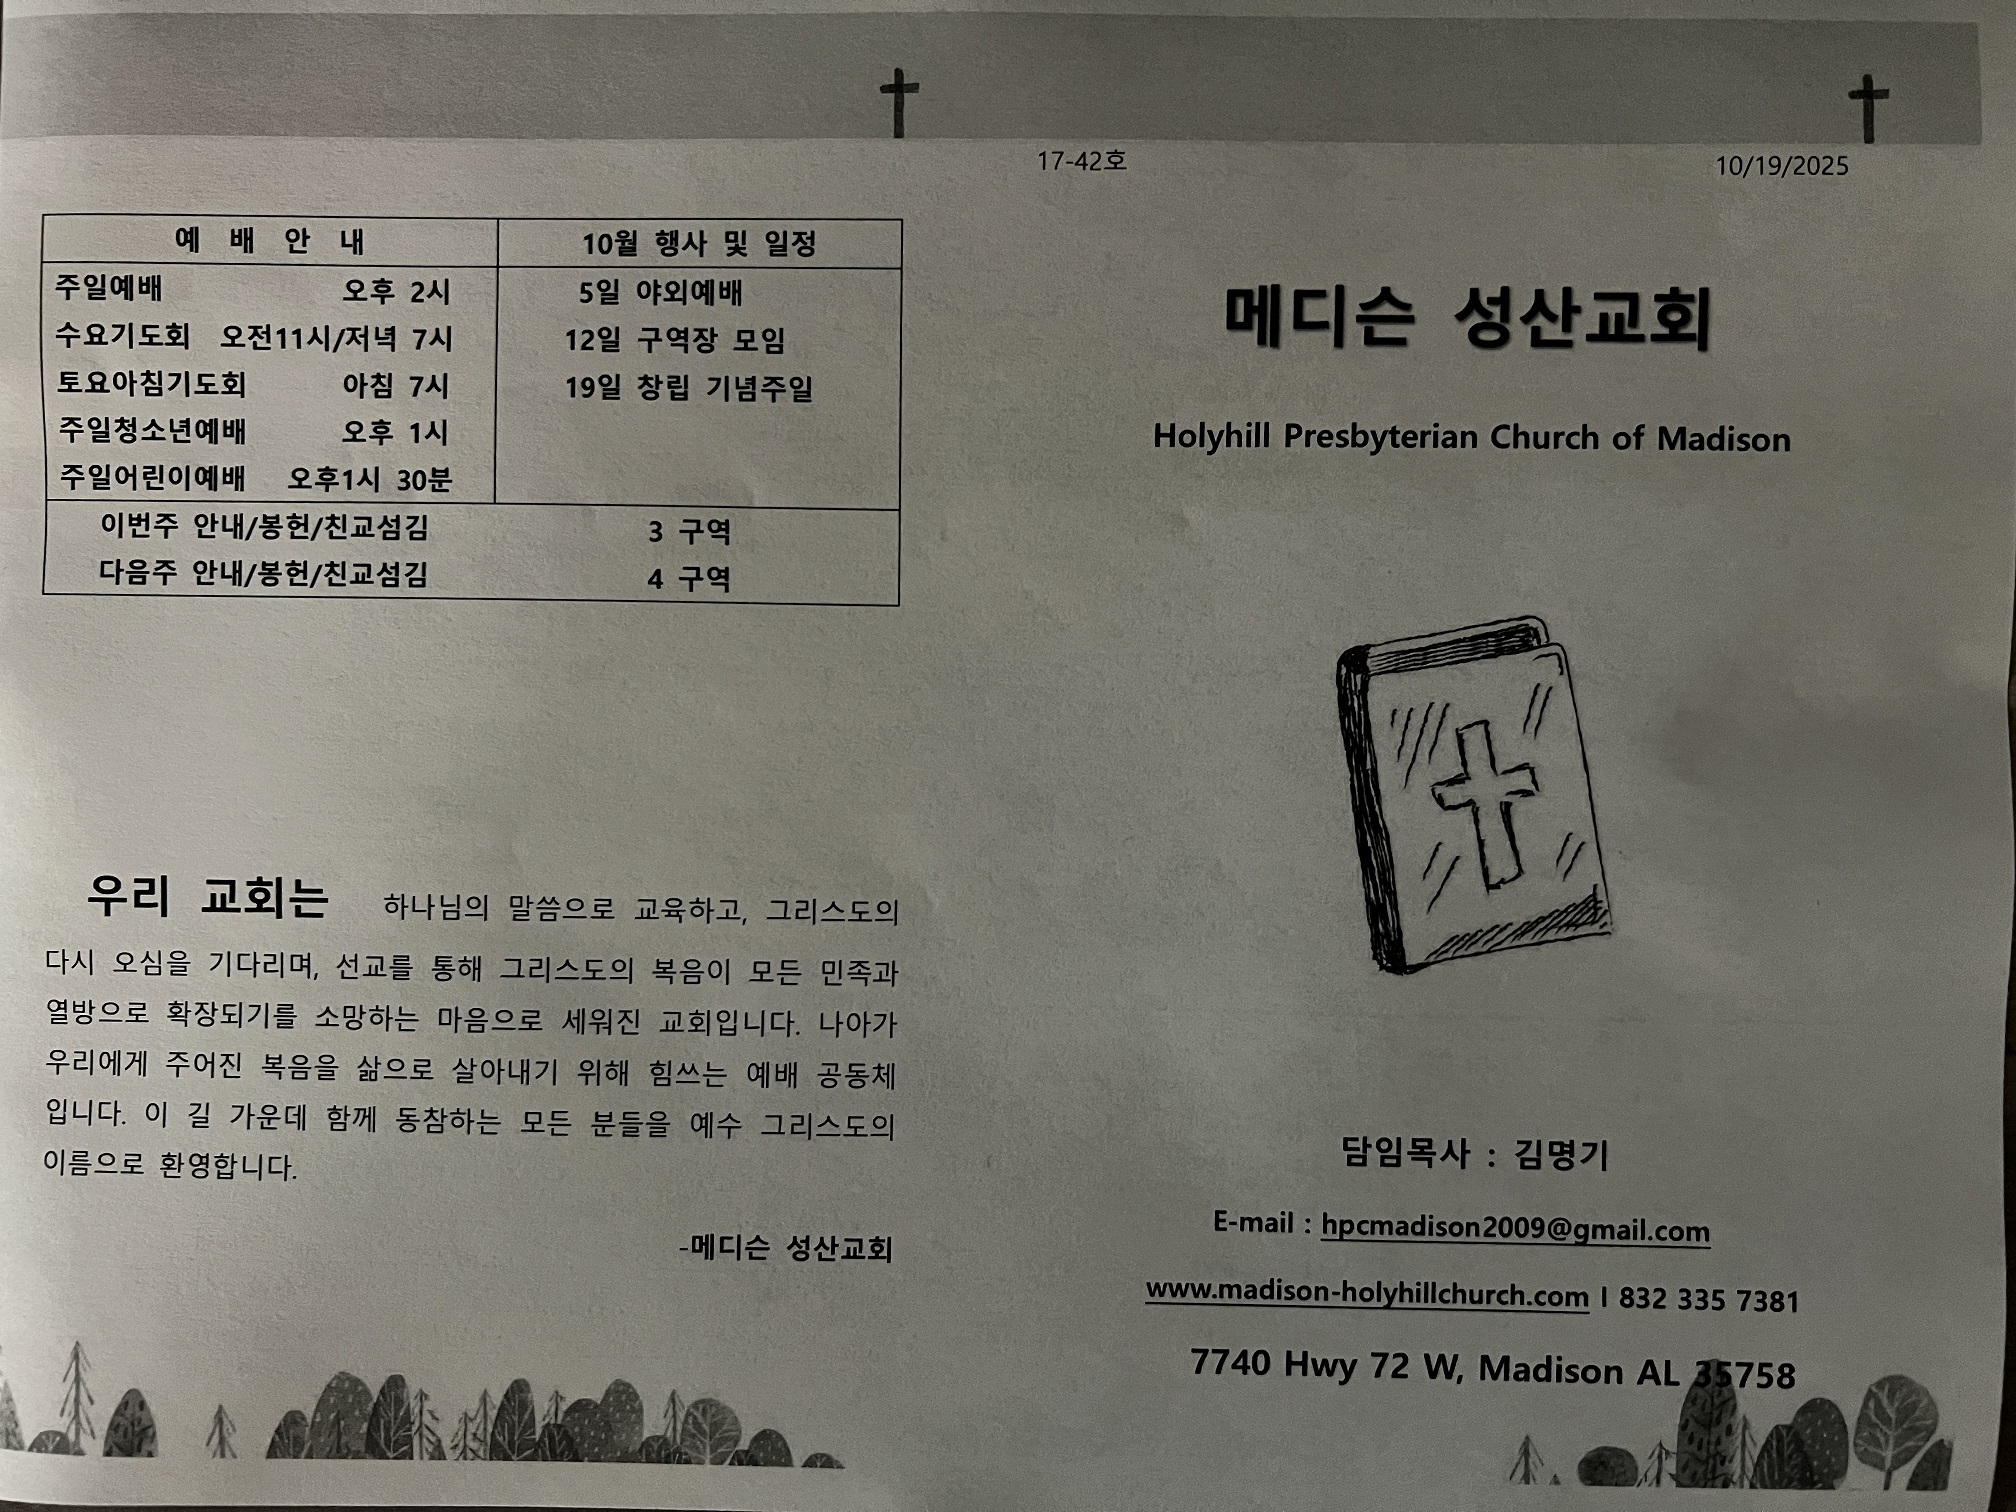 예 배 안 내
10월 행사 및 일정
주일예배 오후 2시
5일 야외예배
수요기도회 오전11시/저녁 7시
12일 구역장 모임
토요아침기도회 아침 7시
19일 창립 기념주일
주일청소년예배 오후 1시
주일어린이예배 오후1시 30분
이번주 안내/봉헌/친교섬김 3 구역
다음주 안내/봉헌/친교섬김 4 구역
우리 교회는 하나님의 말씀으로 교육하고, 그리스도의
다시 오심을 기다리며, 선교를 통해 그리스도의 복음이 모든 민족과
열방으로 확장되기를 소망하는 마음으로 세워진 교회입니다. 나아가
우리에게 주어진 복음을 삶으로 살아내기 위해 힘쓰는 예배 공동체
입니다. 이 길 가운데 함께 동참하는 모든 분들을 예수 그리스도의
이름으로 환영합니다.
-메디슨 성산교회
17-42호 10/19/2025
메디슨 성산교회
Holyhill Presbyterian Church of Madison
담임목사 : 김명기
E-mail : hpcmadison2009@gmail.com
www.madison-holyhillchurch.com l 832 335 7381
7740 Hwy 72 W, Madison AL 35758